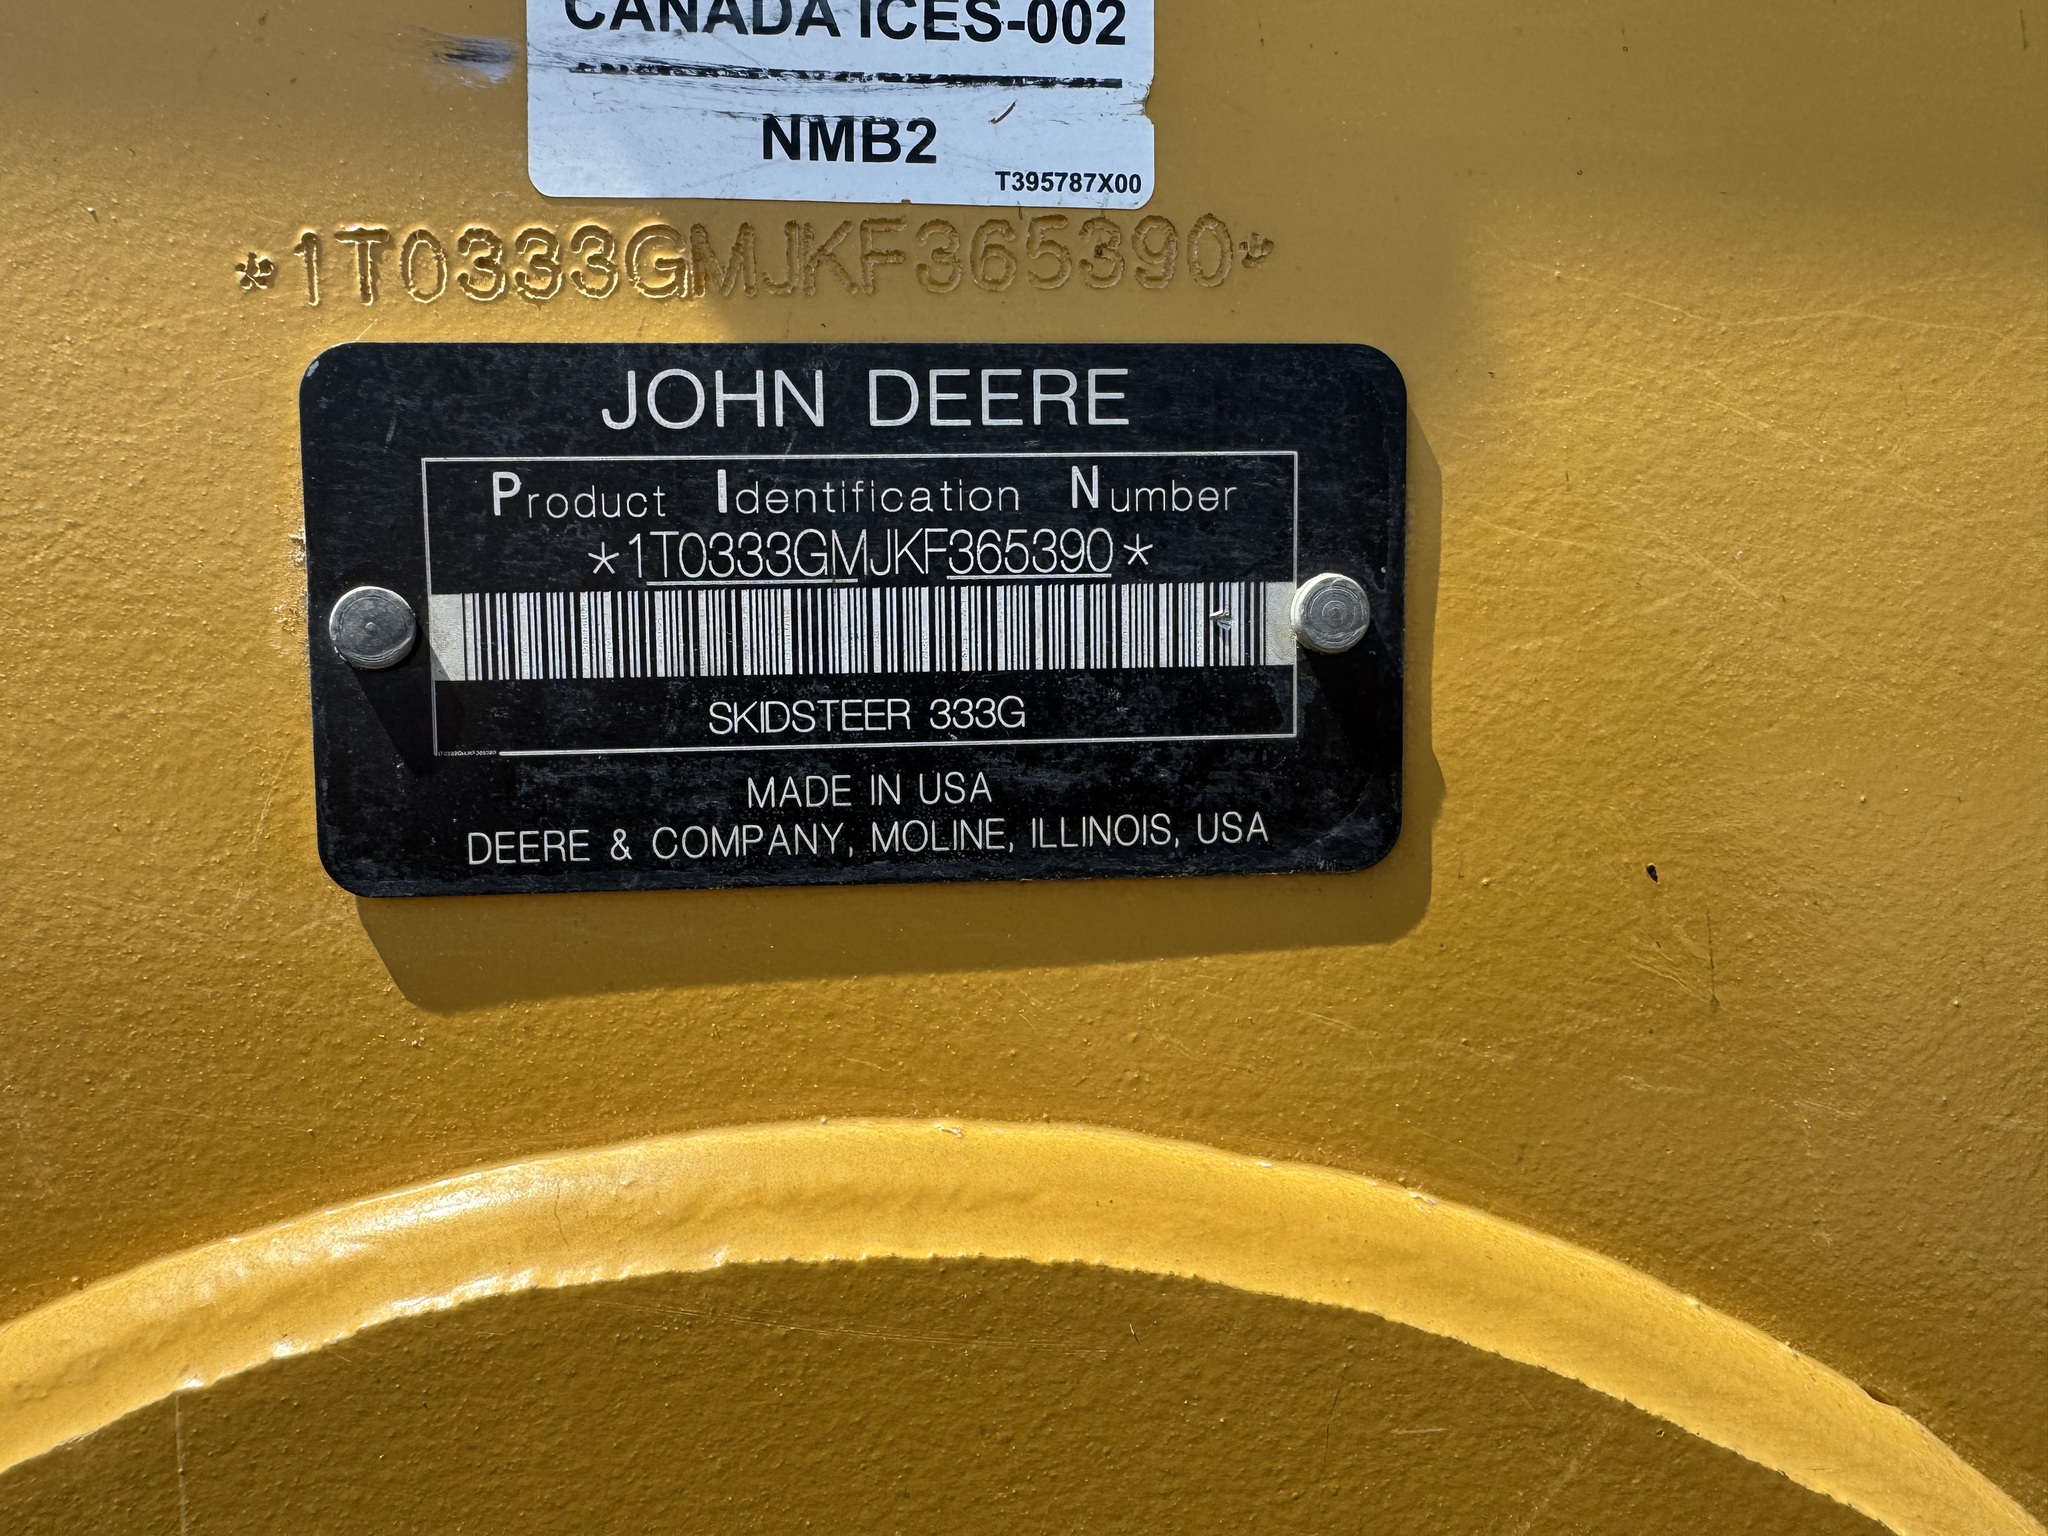 CANADA ICES-002
NMB2
T395787X00
*1T0333GMJKF365390*
JOHN DEERE
Product Identification Number
*1T0333GMJKF365390*
SKIDSTEER 333G
MADE IN USA
DEERE & COMPANY, MOLINE, ILLINOIS, USA